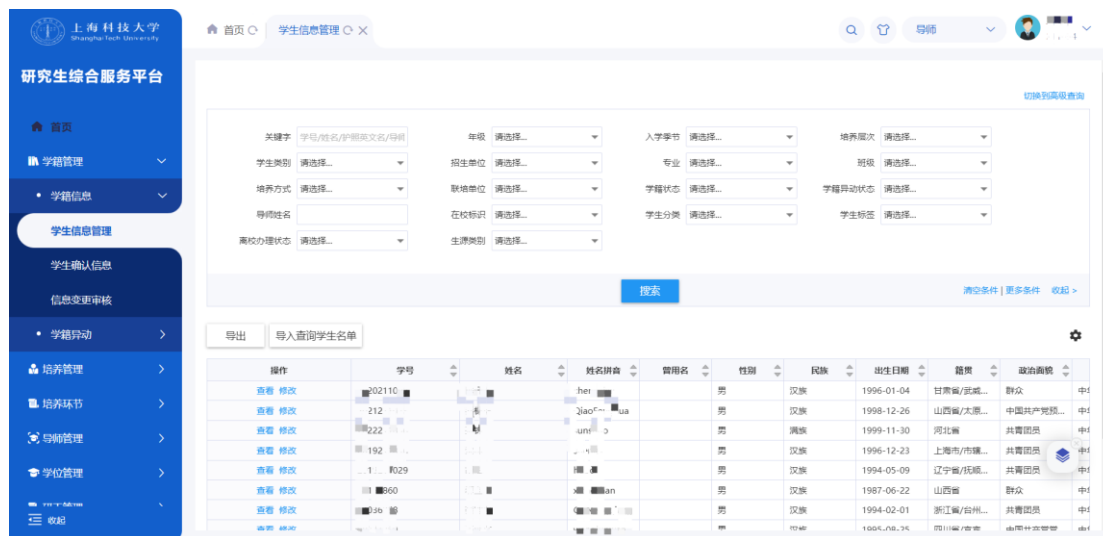 上海科技大学
ShanghaiTech University
研究生综合服务平台
首页
学籍管理
学籍信息
学生信息管理
学生确认信息
信息变更审核
学籍异动
培养管理
培养环节
导师管理
学位管理
收起
首页 学生信息管理 导师
切换到高级查询
关键字 学号/姓名/护照英文名/导师 年级 请选择... 入学季节 请选择... 培养层次 请选择...
学生类别 请选择... 招生单位 请选择... 专业 请选择... 班级 请选择...
培养方式 请选择... 联培单位 请选择... 学籍状态 请选择... 学籍异动状态 请选择...
导师姓名 在校标识 请选择... 学生分类 请选择... 学生标签 请选择...
离校办理状态 请选择... 生源类别 请选择...
搜索 清空条件 | 更多条件 收起 >
导出 导入查询学生名单
操作 学号 姓名 姓名拼音 曾用名 性别 民族 出生日期 籍贯 政治面貌
查看 修改 202110 男 汉族 1996-01-04 甘肃省/武威... 群众
查看 修改 212 男 汉族 1998-12-26 山西省/太原... 中国共产党预...
查看 修改 222 男 满族 1999-11-30 河北省 共青团员
查看 修改 192 男 汉族 1996-12-23 上海市/市辖... 共青团员
查看 修改 029 男 汉族 1994-05-09 辽宁省/抚顺... 共青团员
查看 修改 860 an 男 汉族 1987-06-22 山西省 群众
查看 修改 036 男 汉族 1994-02-01 浙江省/台州... 共青团员
查看 修改 男 汉族 1995-08-25